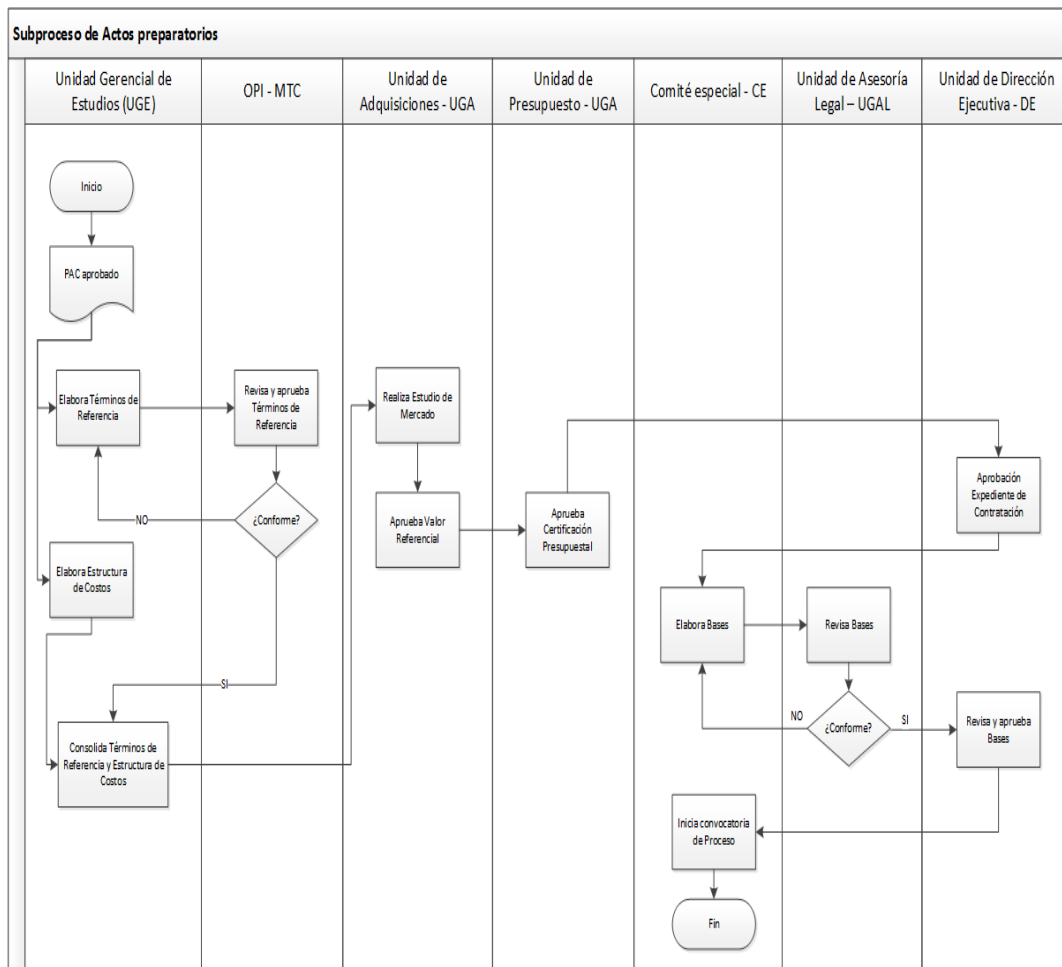 Subproceso de Actos preparatorios
Unidad Gerencial de
Estudios (UGE)
OPI - MTC
Unidad de
Adquisiciones - UGA
Unidad de
Presupuesto - UGA
Comité especial - CE
Unidad de Asesoría
Legal – UGAL
Unidad de Dirección
Ejecutiva - DE
Inicio
PAC aprobado
Elabora Términos de
Referencia
Revisa y aprueba
Términos de
Referencia
¿Conforme?
NO
SI
Elabora Estructura
de Costos
Consolida Términos de
Referencia y Estructura de
Costos
Realiza Estudio de
Mercado
Aprueba Valor
Referencial
Aprueba
Certificación
Presupuestal
Aprobación
Expediente de
Contratación
Elabora Bases
Revisa Bases
¿Conforme?
NO
SI
Revisa y aprueba
Bases
Inicia convocatoria
de Proceso
Fin